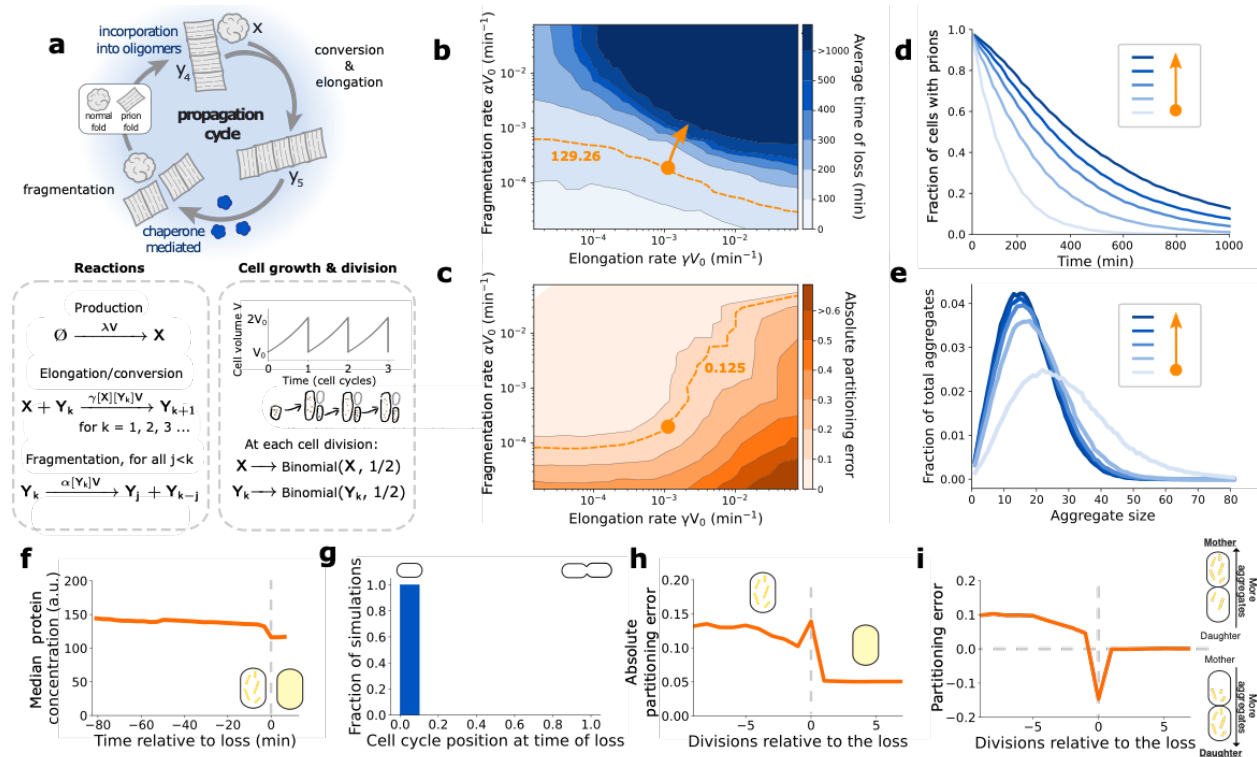 a
incorporation
into oligomers
X
Y4
conversion
&
elongation
normal
fold
prion
fold
propagation
cycle
fragmentation
Y5
chaperone
mediated
Reactions
Production
Ø λV→ X
Elongation/conversion
X + Yk γ[X][Yk]V→ Yk+1
for k = 1, 2, 3 ...
Fragmentation, for all j<k
Yk α[Yk]V→ Yj + Yk−j
Cell growth & division
Cell volume V
2V0
V0
0 1 2 3
Time (cell cycles)
At each cell division:
X → Binomial(X, 1/2)
Yk → Binomial(Yk, 1/2)
b
Fragmentation rate αV0 (min−1)
10−2
10−3
10−4
129.26
10−4 10−3 10−2
Elongation rate γV0 (min−1)
>1000
500
400
300
200
100
0
Average time of loss (min)
c
Fragmentation rate αV0 (min−1)
10−2
10−3
10−4
0.125
10−4 10−3 10−2
Elongation rate γV0 (min−1)
>0.6
0.5
0.4
0.3
0.2
0.1
0
Absolute partitioning error
d
Fraction of cells with prions
1.0
0.8
0.6
0.4
0.2
0.0
0 200 400 600 800 1000
Time (min)
e
Fraction of total aggregates
0.04
0.03
0.02
0.01
0.00
0 10 20 30 40 50 60 70 80
Aggregate size
f
Median protein
concentration (a.u.)
200
150
100
50
0
−80 −60 −40 −20 0
Time relative to loss (min)
g
Fraction of simulations
1.0
0.8
0.6
0.4
0.2
0.0
0.0 0.2 0.4 0.6 0.8 1.0
Cell cycle position at time of loss
h
Absolute
partitioning error
0.20
0.15
0.10
0.05
0.00
−5 0 5
Divisions relative to the loss
i
Partitioning error
0.2
0.1
0.0
−0.1
−0.2
−5 0 5
Divisions relative to the loss
Mother
More
aggregates
Daughter
Mother
More
aggregates
Daughter